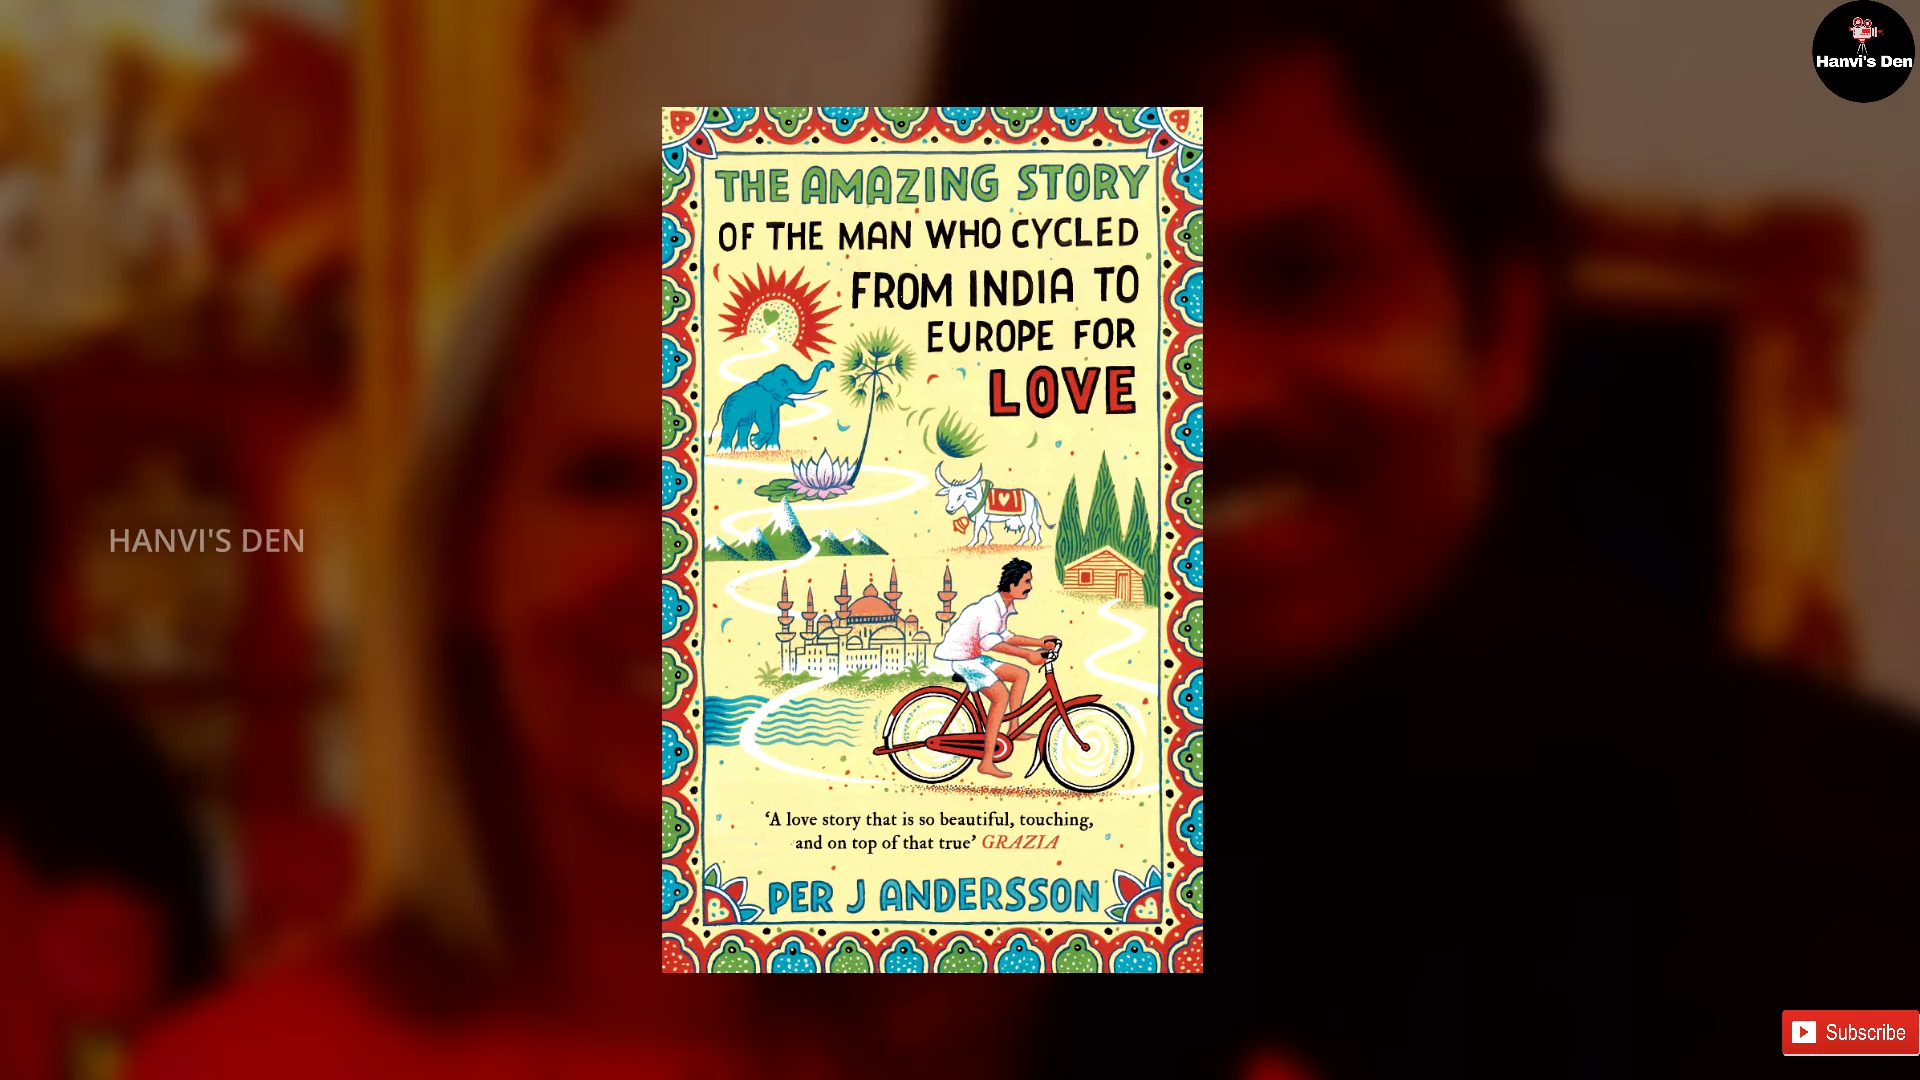 Hanvi's Den
THE AMAZING STORY
OF THE MAN WHO CYCLED
FROM INDIA TO
EUROPE FOR
LOVE
HANVI'S DEN
‘A love story that is so beautiful, touching,
and on top of that true’ GRAZIA
PER J ANDERSSON
Subscribe